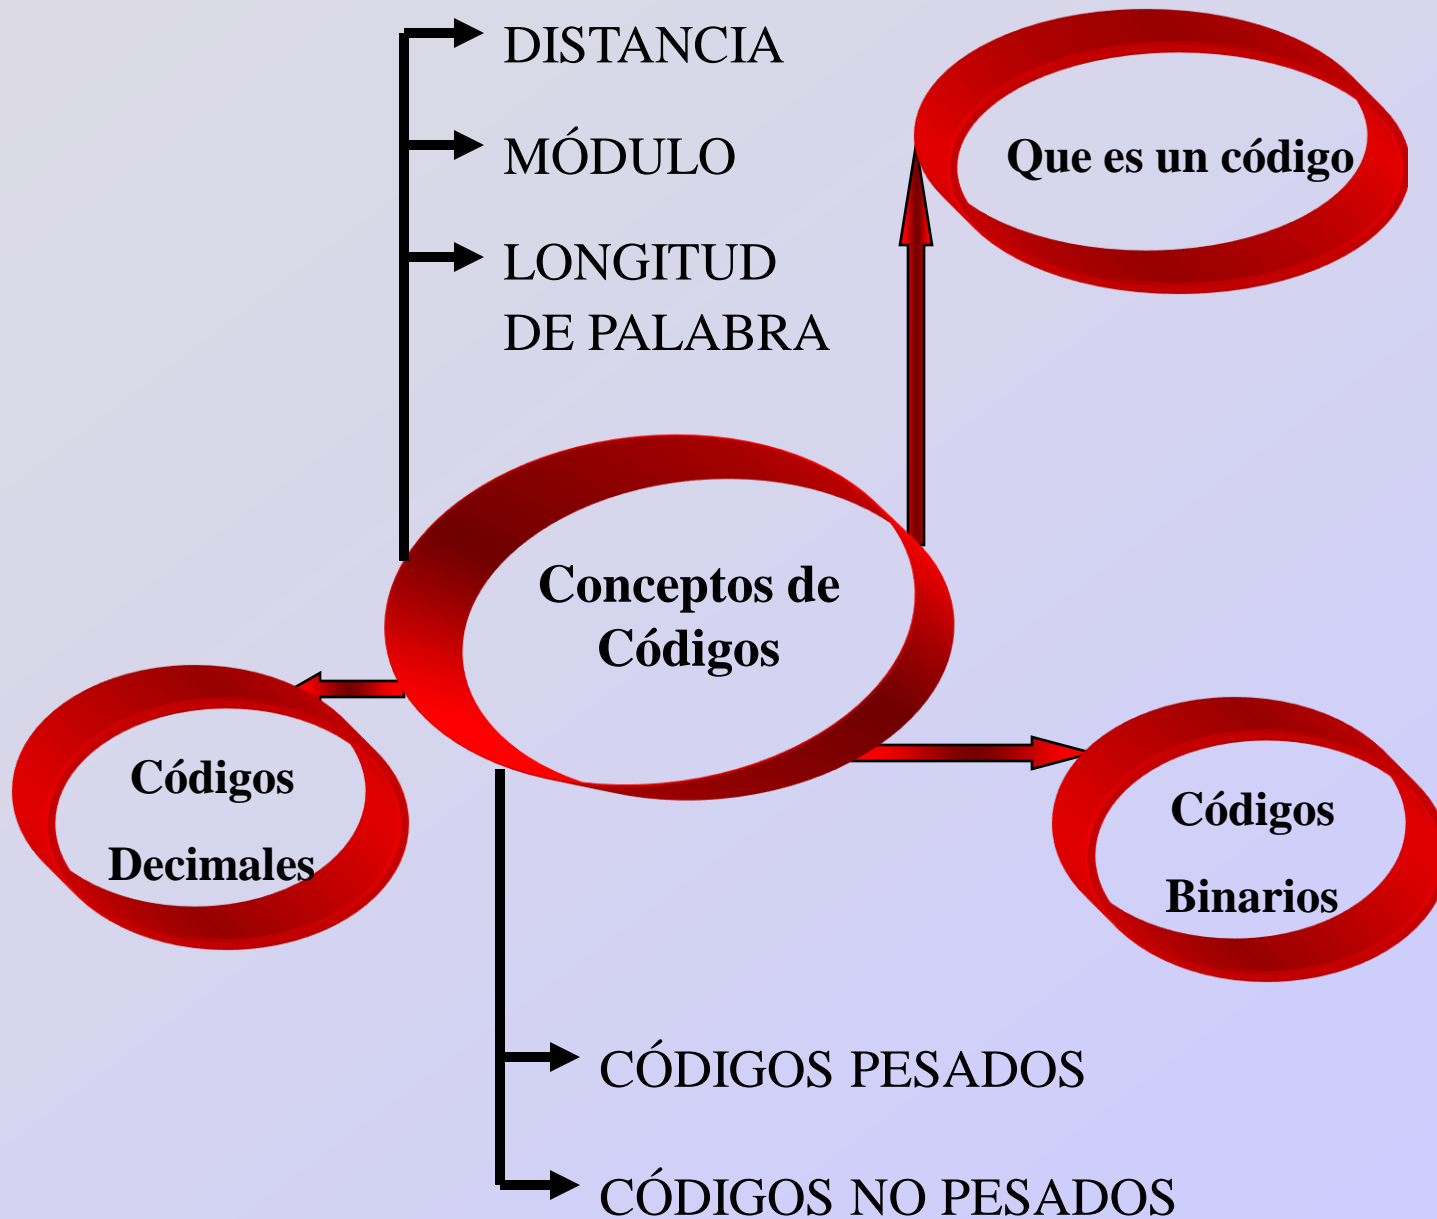 DISTANCIA
MÓDULO
LONGITUD
DE PALABRA
Que es un código
Conceptos de
Códigos
Códigos
Decimales
Códigos
Binarios
CÓDIGOS PESADOS
CÓDIGOS NO PESADOS